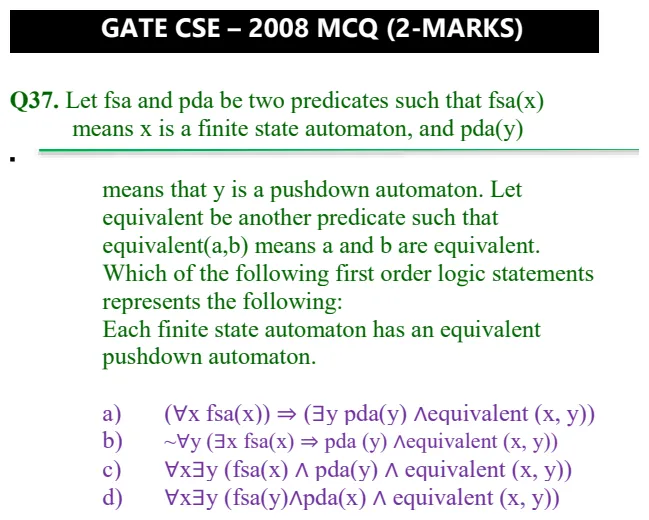 GATE CSE – 2008 MCQ (2-MARKS)
Q37. Let fsa and pda be two predicates such that fsa(x)
means x is a finite state automaton, and pda(y)
means that y is a pushdown automaton. Let
equivalent be another predicate such that
equivalent(a,b) means a and b are equivalent.
Which of the following first order logic statements
represents the following:
Each finite state automaton has an equivalent
pushdown automaton.
a) (∀x fsa(x)) ⇒ (∃y pda(y) ∧equivalent (x, y))
b) ~∀y (∃x fsa(x) ⇒ pda (y) ∧equivalent (x, y))
c) ∀x∃y (fsa(x) ∧ pda(y) ∧ equivalent (x, y))
d) ∀x∃y (fsa(y)∧pda(x) ∧ equivalent (x, y))